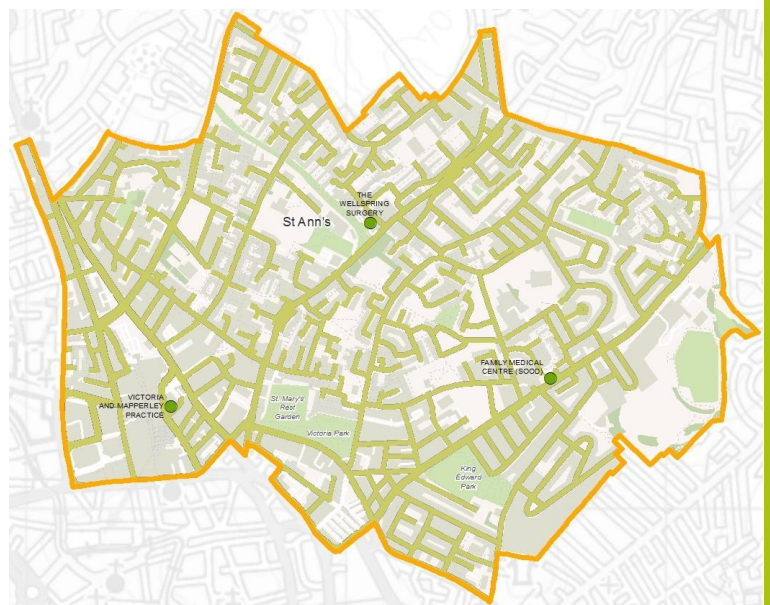 THE
WELLSPRING
SURGERY
St Ann's
FAMILY MEDICAL
CENTRE (SOOD)
VICTORIA
AND MAPPERLEY
PRACTICE
St. Mary's
Rest
Garden
Victoria Park
King
Edward
Park